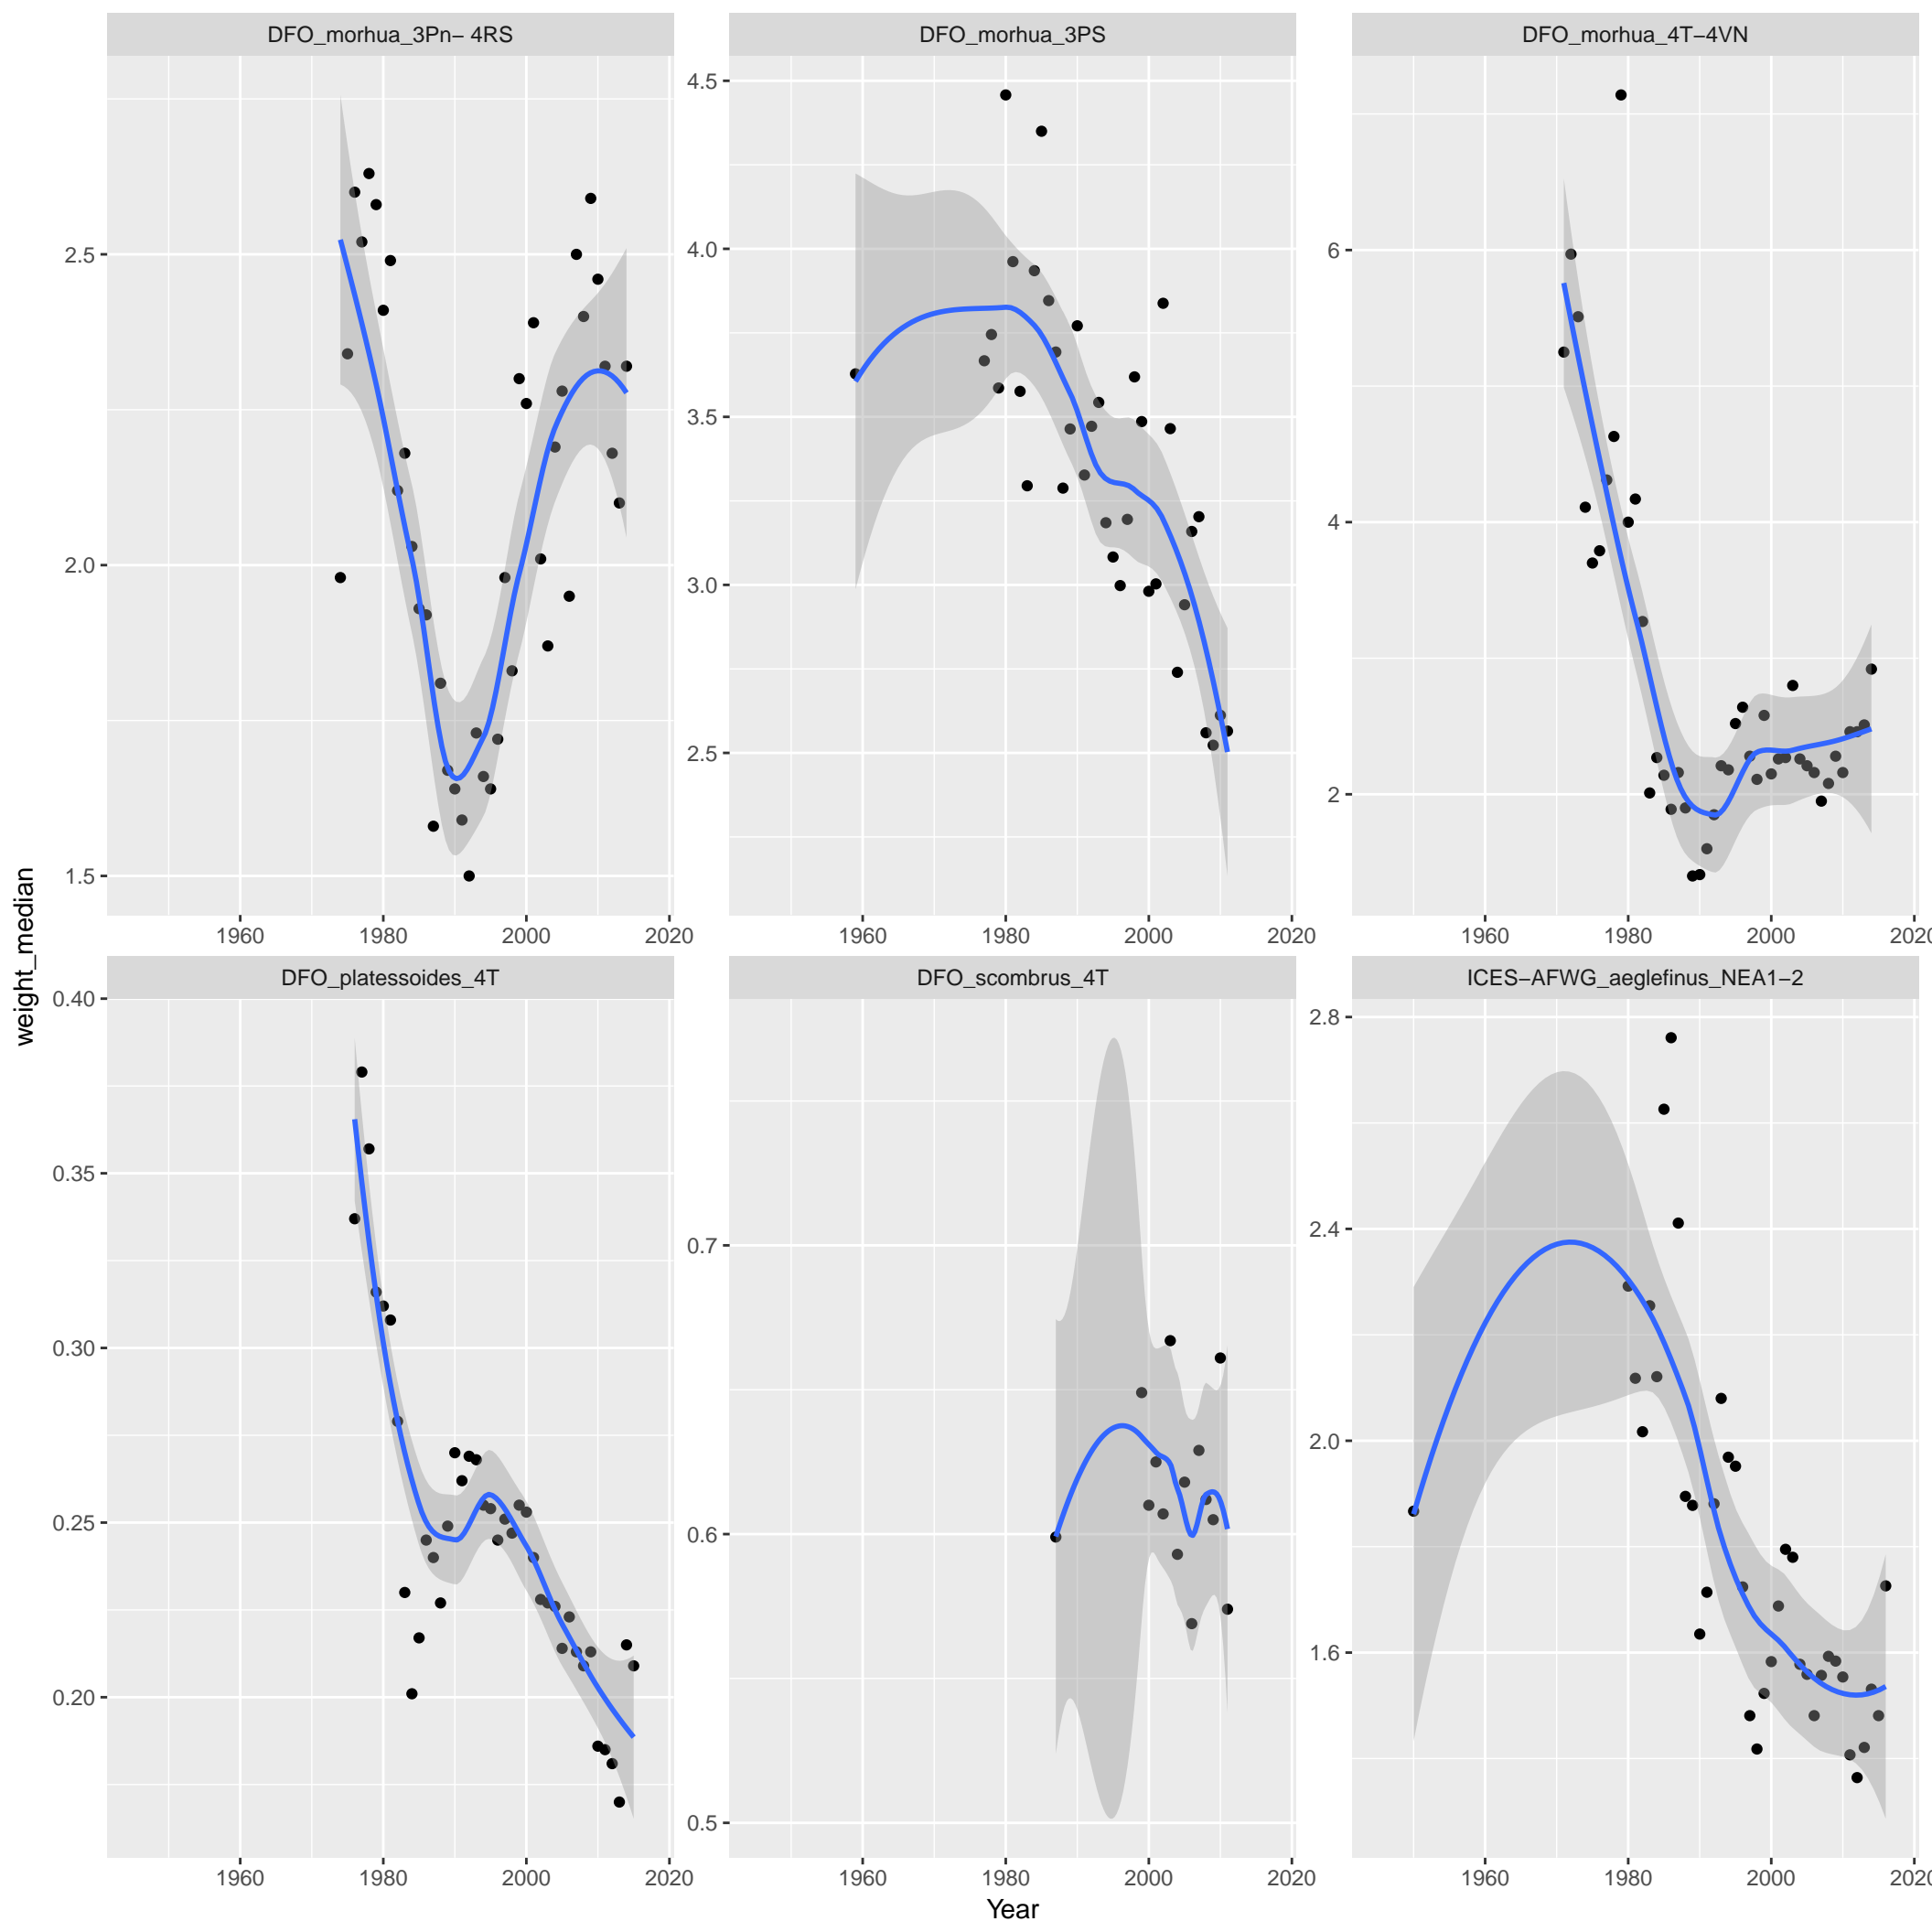 DFO_morhua_3Pn− 4RS
DFO_morhua_3PS
DFO_morhua_4T−4VN
2.5
2.0
1.5
4.5
4.0
3.5
3.0
2.5
6
4
2
1960 1980 2000 2020
1960 1980 2000 2020
1960 1980 2000 202
DFO_platessoides_4T
DFO_scombrus_4T
ICES−AFWG_aeglefinus_NEA1−2
0.40
0.35
0.30
0.25
0.20
0.7
0.6
0.5
2.8
2.4
2.0
1.6
1960 1980 2000 2020
1960 1980 2000 2020
1960 1980 2000 202
Year
weight_median